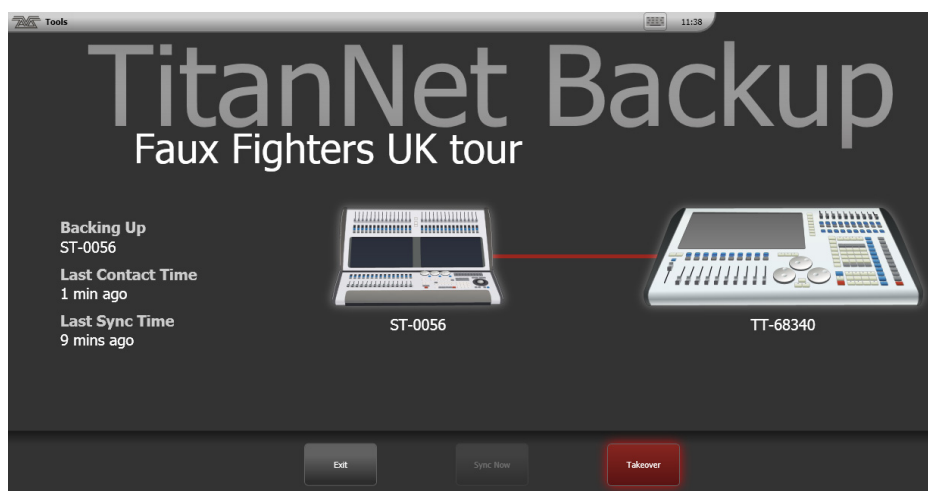 Tools
11:38
TitanNet Backup
Faux Fighters UK tour
Backing Up
ST-0056
Last Contact Time
1 min ago
Last Sync Time
9 mins ago
ST-0056
TT-68340
Exit
Sync Now
Takeover